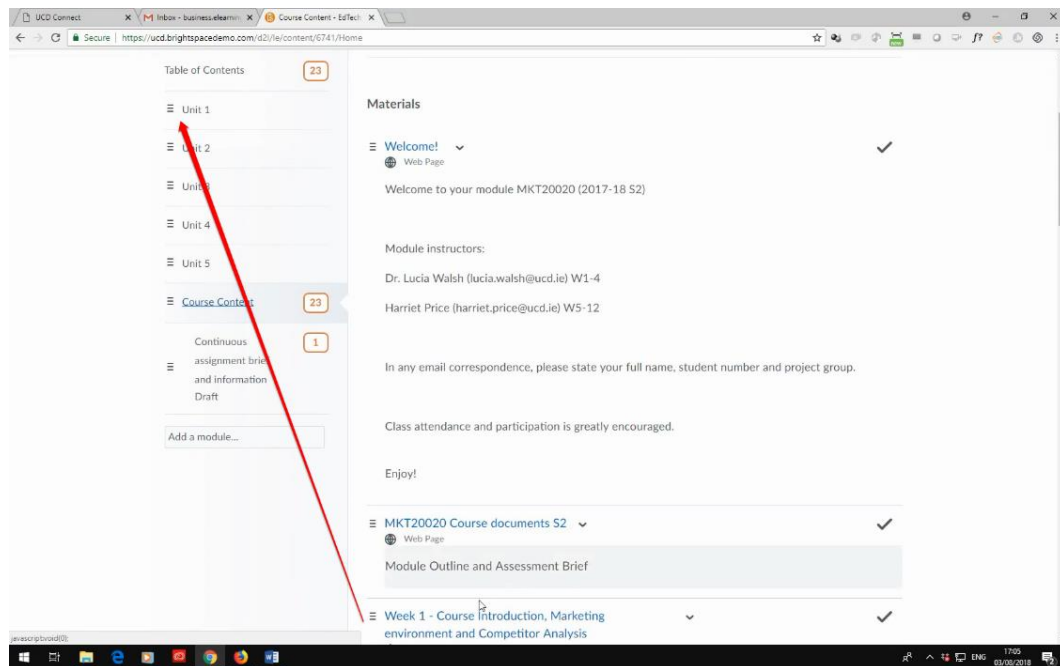 UCD Connect
Inbox - business.elearnin
Course Content - EdTech
Secure | https://ucd.brightspacedemo.com/d2l/le/content/6741/Home
Table of Contents 23
Unit 1
Unit 2
Unit 3
Unit 4
Unit 5
Course Content 23
Continuous 1
assignment brief
and information
Draft
Add a module...
Materials
Welcome!
Web Page
Welcome to your module MKT20020 (2017-18 S2)
Module instructors:
Dr. Lucia Walsh (lucia.walsh@ucd.ie) W1-4
Harriet Price (harriet.price@ucd.ie) W5-12
In any email correspondence, please state your full name, student number and project group.
Class attendance and participation is greatly encouraged.
Enjoy!
MKT20020 Course documents S2
Web Page
Module Outline and Assessment Brief
Week 1 - Course Introduction, Marketing
environment and Competitor Analysis
javascript:void(0);
ENG
17:05
03/08/2018